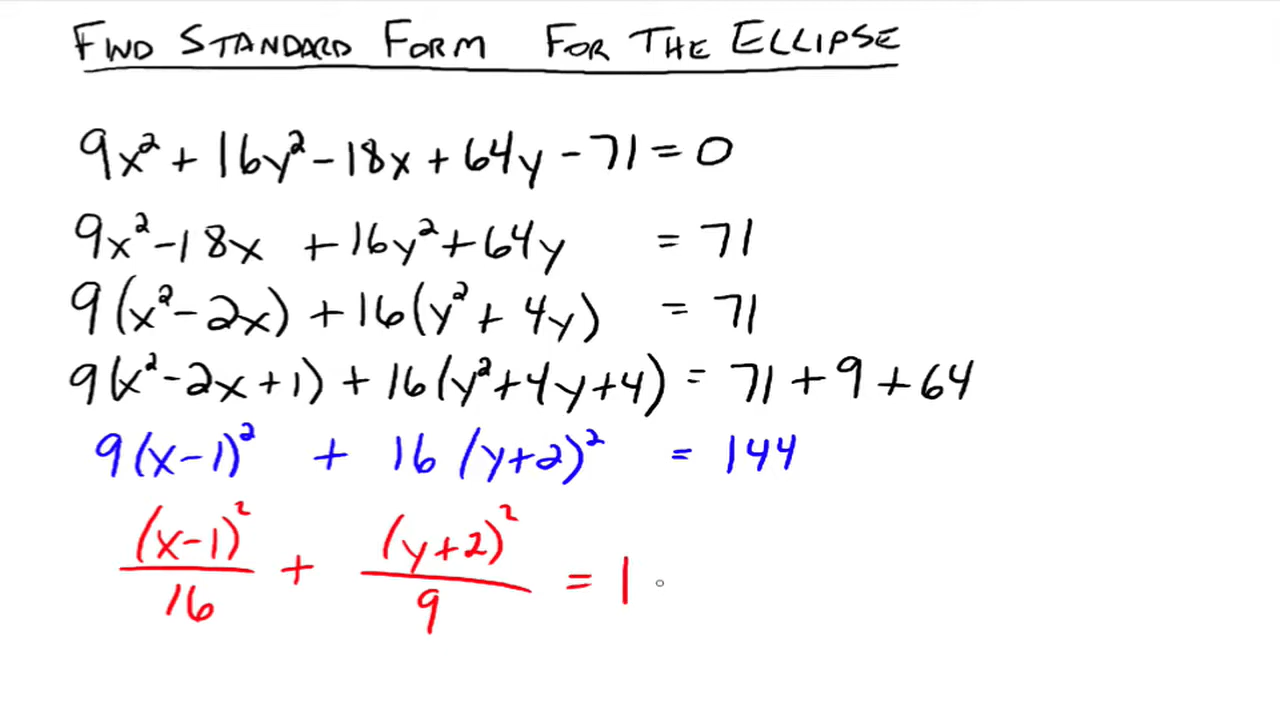 FIND STANDARD FORM FOR THE ELLIPSE
9x² + 16y² - 18x + 64y - 71 = 0
9x² - 18x + 16y² + 64y = 71
9(x² - 2x) + 16(y² + 4y) = 71
9(x² - 2x + 1) + 16(y² + 4y + 4) = 71 + 9 + 64
9(x - 1)² + 16(y + 2)² = 144
(x - 1)²/16 + (y + 2)²/9 = 1